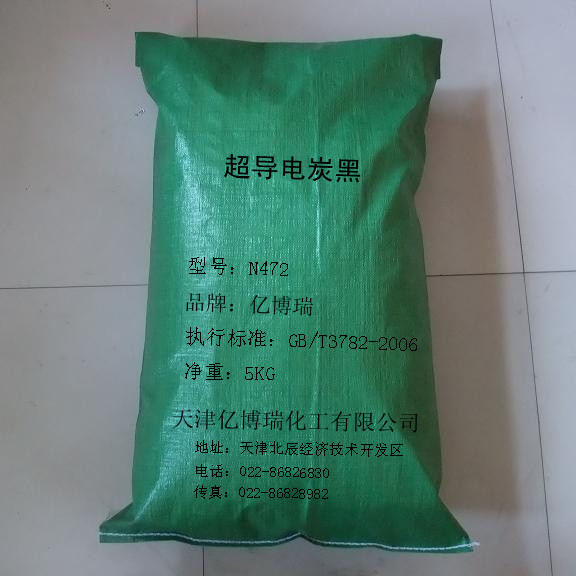 超导电炭黑
型号：N472
品牌：亿博瑞
执行标准：GB/T3782-2006
净重：5KG
天津亿博瑞化工有限公司
地址：天津北辰经济技术开发区
电话：022-86826830
传真：022-86828982